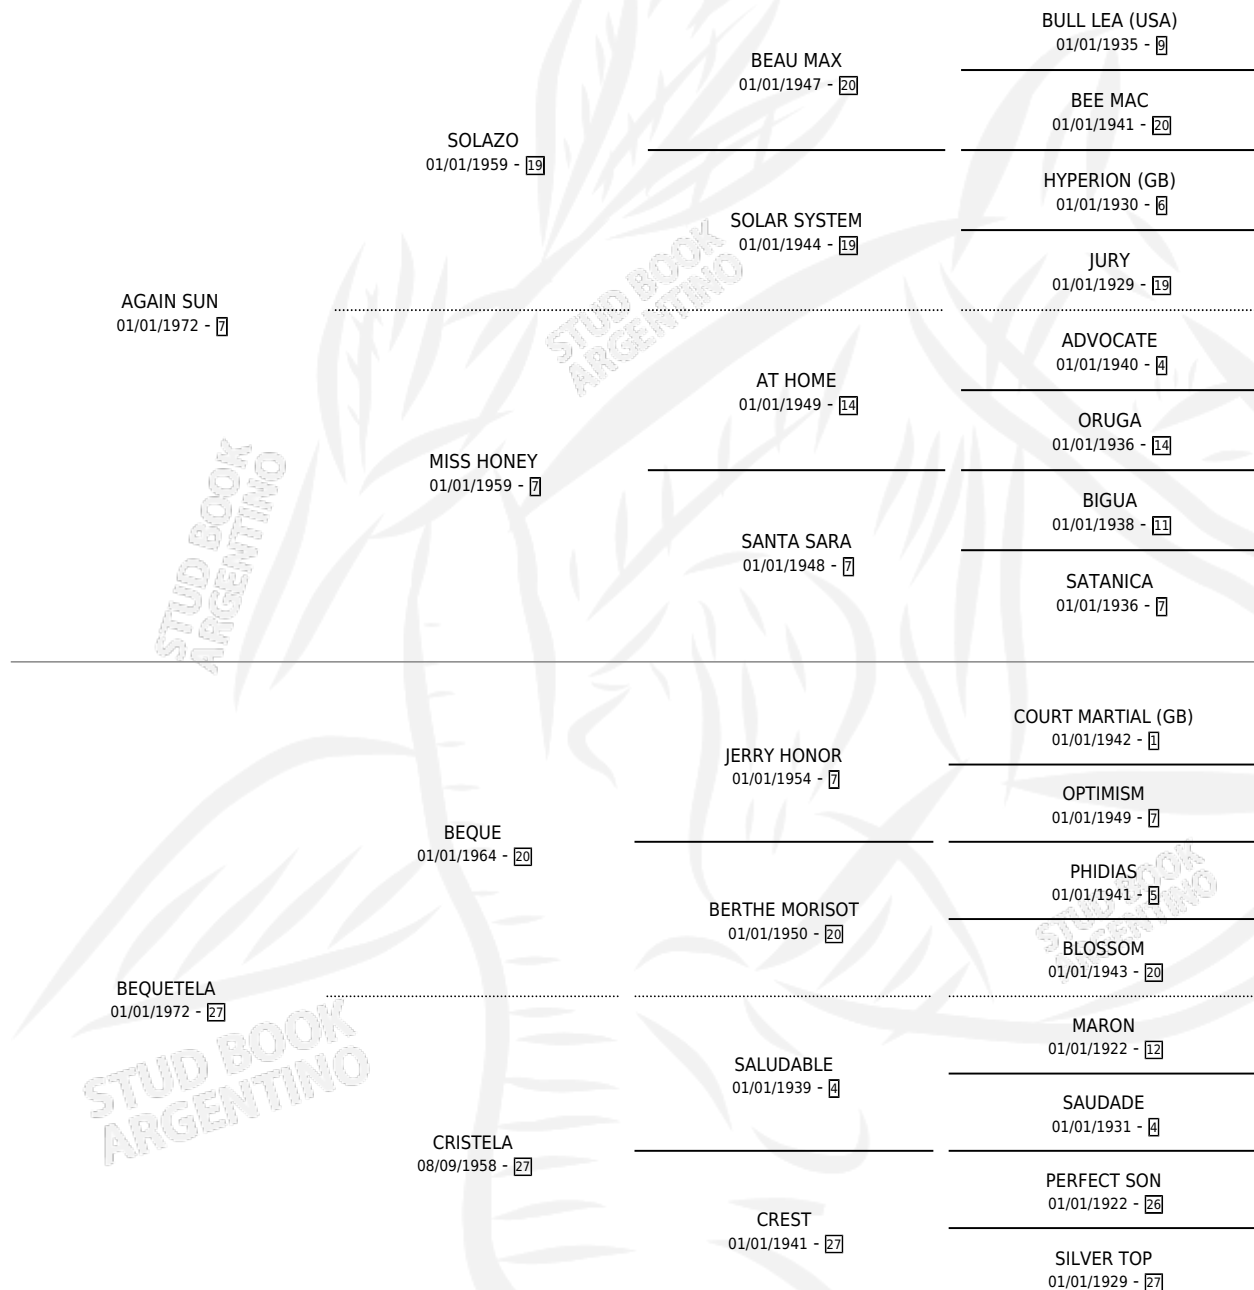 BULL LEA (USA)
01/01/1935 - 9
BEAU MAX
01/01/1947 - 20
BEE MAC
01/01/1941 - 20
SOLAZO
01/01/1959 - 19
HYPERION (GB)
01/01/1930 - 6
SOLAR SYSTEM
01/01/1944 - 19
JURY
01/01/1929 - 19
AGAIN SUN
01/01/1972 - 7
ADVOCATE
01/01/1940 - 4
AT HOME
01/01/1949 - 14
ORUGA
01/01/1936 - 14
MISS HONEY
01/01/1959 - 7
BIGUA
01/01/1938 - 11
SANTA SARA
01/01/1948 - 7
SATANICA
01/01/1936 - 7
STUD BOOK
ARGENTINO
STUD BOOK
ARGENTINO
COURT MARTIAL (GB)
01/01/1942 - 1
JERRY HONOR
01/01/1954 - 7
OPTIMISM
01/01/1949 - 7
BEQUE
01/01/1964 - 20
PHIDIAS
01/01/1941 - 5
BERTHE MORISOT
01/01/1950 - 20
BLOSSOM
01/01/1943 - 20
STUD BOOK
ARGENTINO
BEQUETELA
01/01/1972 - 27
MARON
01/01/1922 - 12
SALUDABLE
01/01/1939 - 4
SAUDADE
01/01/1931 - 4
CRISTELA
08/09/1958 - 27
PERFECT SON
01/01/1922 - 26
CREST
01/01/1941 - 27
SILVER TOP
01/01/1929 - 27
STUD BOOK
ARGENTINO